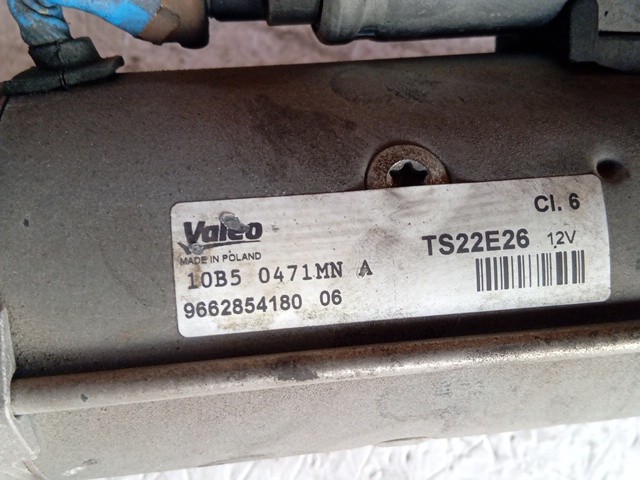 Cl. 6
Valeo
TS22E26 12V
MADE IN POLAND
10B5 0471MN A
9662854180 06